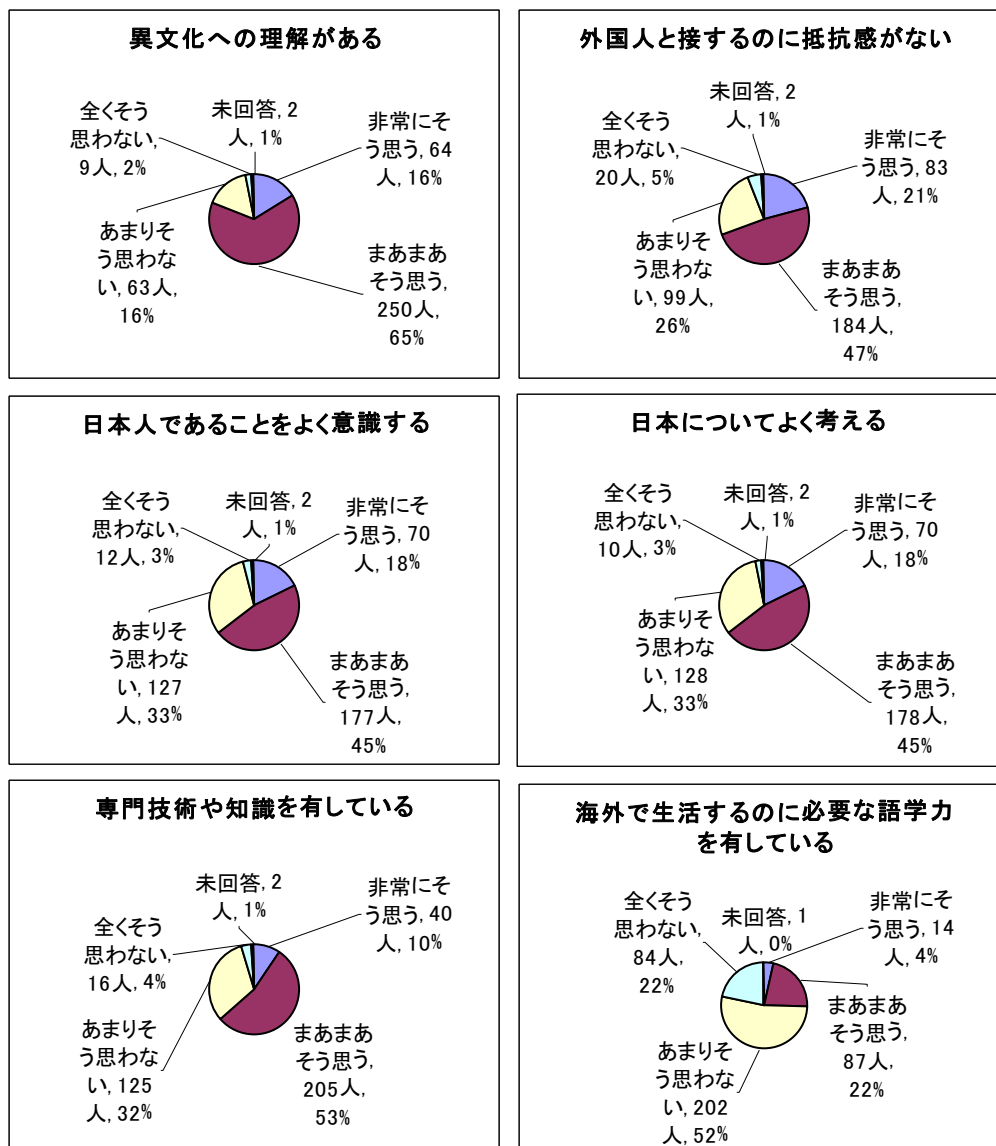 異文化への理解がある
未回答, 2
人, 1%
非常にそ
う思う, 64
人, 16%
まあまあ
そう思う,
250人,
65%
あまりそ
う思わな
い, 63人,
16%
全くそう
思わない,
9人, 2%
外国人と接するのに抵抗感がない
未回答, 2
人, 1%
非常にそ
う思う, 83
人, 21%
まあまあ
そう思う,
184人,
47%
あまりそ
う思わな
い, 99人,
26%
全くそう
思わない,
20人, 5%
日本人であることをよく意識する
未回答, 2
人, 1%
非常にそ
う思う, 70
人, 18%
まあまあ
そう思う,
177人,
45%
あまりそ
う思わな
い, 127
人, 33%
全くそう
思わない,
12人, 3%
日本についてよく考える
未回答, 2
人, 1%
非常にそ
う思う, 70
人, 18%
まあまあ
そう思う,
178人,
45%
あまりそ
う思わな
い, 128
人, 33%
全くそう
思わない,
10人, 3%
専門技術や知識を有している
未回答, 2
人, 1%
非常にそ
う思う, 40
人, 10%
まあまあ
そう思う,
205人,
53%
あまりそ
う思わな
い, 125
人, 32%
全くそう
思わない,
16人, 4%
海外で生活するのに必要な語学力
を有している
未回答, 1
人, 0%
非常にそ
う思う, 14
人, 4%
まあまあ
そう思う,
87人,
22%
あまりそ
う思わな
い, 202
人, 52%
全くそう
思わない,
84人,
22%